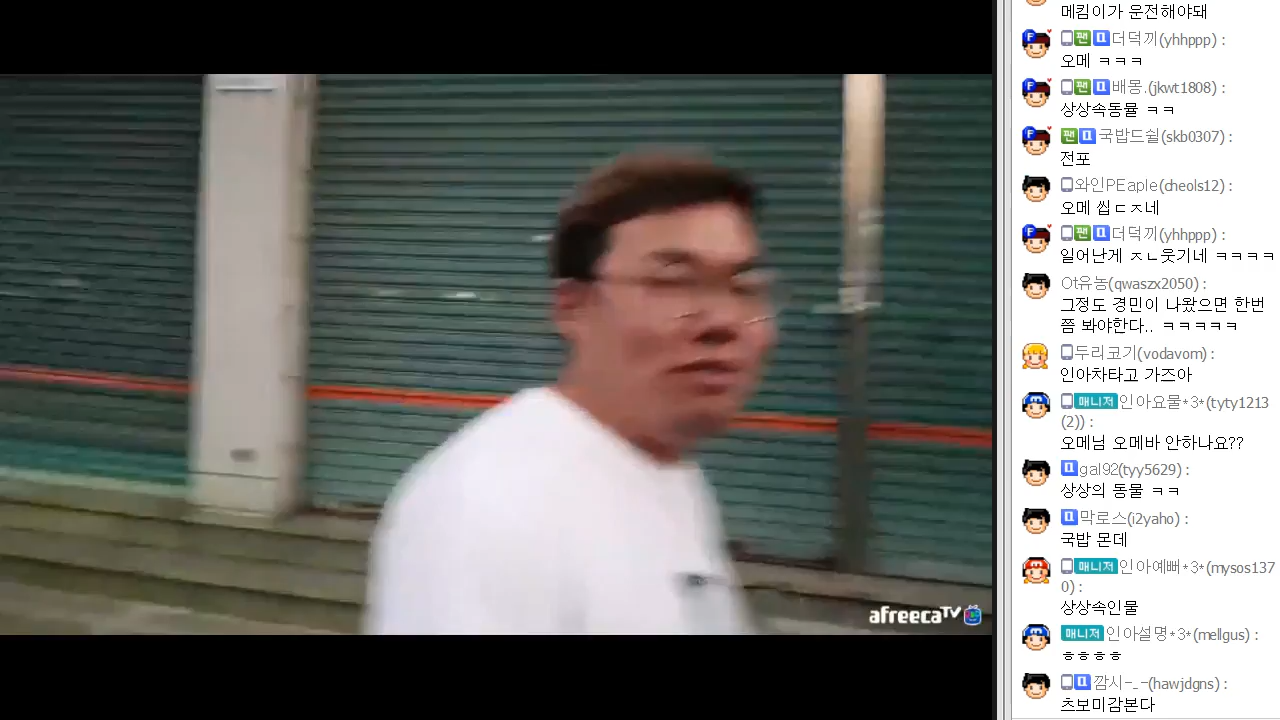 메킴이가 운전해야돼
팬 더덕끼(yhhppp) :
오메 ㅋㅋㅋ
팬 배몽.(jkwt1808) :
상상속동뮬 ㅋㅋ
팬 국밥드쉴(skb0307) :
전포
와인PEaple(cheols12) :
오메 씹ㄷㅈ네
팬 더덕끼(yhhppp) :
일어난게 ㅈㄴ웃기네 ㅋㅋㅋㅋ
Ot유농(qwaszx2050) :
그정도 경민이 나왔으면 한번
쯤 봐야한다.. ㅋㅋㅋㅋㅋ
두리코기(vodavom) :
인아차타고 가즈아
매니저 인아요물*3*(tyty1213
(2)) :
오메님 오메바 안하나요??
gal92(tyy5629) :
상상의 동물 ㅋㅋ
막로스(i2yaho) :
국밥 몬데
매니저 인아예뻐*3*(mysos137
0) :
상상속인물
afreecaTV
매니저 인아설명*3*(mellgus) :
ㅎㅎㅎㅎ
깜시-_-(hawjdgns) :
츠보미감본다